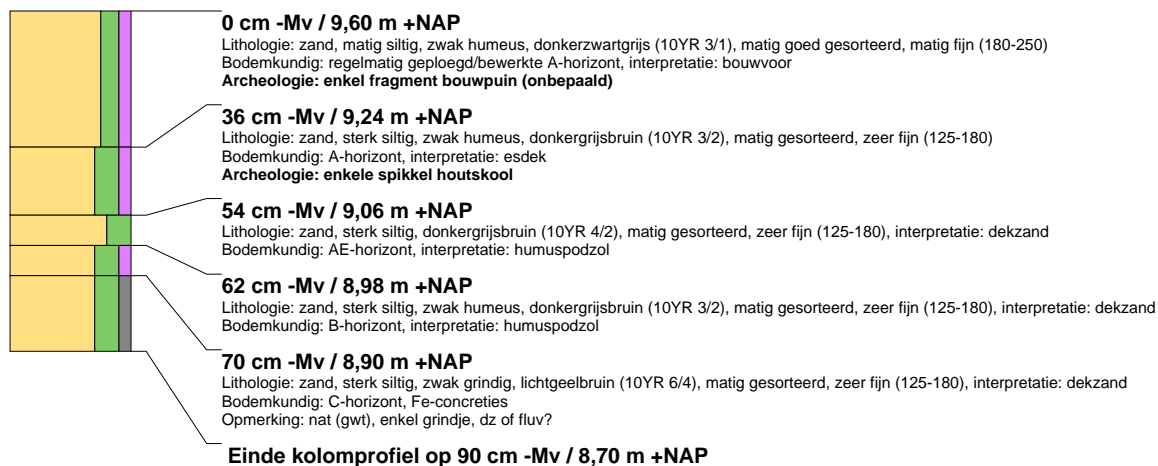 0 cm -Mv / 9,60 m +NAP
Lithologie: zand, matig siltig, zwak humeus, donkerzwartgrijs (10YR 3/1), matig goed gesorteerd, matig fijn (180-250)
Bodemkundig: regelmatig geploegd/bewerkte A-horizont, interpretatie: bouwvoor
Archeologie: enkel fragment bouwpuin (onbepaald)
36 cm -Mv / 9,24 m +NAP
Lithologie: zand, sterk siltig, zwak humeus, donkergrijsbruin (10YR 3/2), matig gesorteerd, zeer fijn (125-180)
Bodemkundig: A-horizont, interpretatie: esdek
Archeologie: enkele spikkel houtskool
54 cm -Mv / 9,06 m +NAP
Lithologie: zand, sterk siltig, donkergrijsbruin (10YR 4/2), matig gesorteerd, zeer fijn (125-180), interpretatie: dekzand
Bodemkundig: AE-horizont, interpretatie: humuspodzol
62 cm -Mv / 8,98 m +NAP
Lithologie: zand, sterk siltig, zwak humeus, donkergrijsbruin (10YR 3/2), matig gesorteerd, zeer fijn (125-180), interpretatie: dekzand
Bodemkundig: B-horizont, interpretatie: humuspodzol
70 cm -Mv / 8,90 m +NAP
Lithologie: zand, sterk siltig, zwak grindig, lichtgeelbruin (10YR 6/4), matig gesorteerd, zeer fijn (125-180), interpretatie: dekzand
Bodemkundig: C-horizont, Fe-concreties
Opmerking: nat (gwt), enkel grindje, dz of fluv?
Einde kolomprofiel op 90 cm -Mv / 8,70 m +NAP